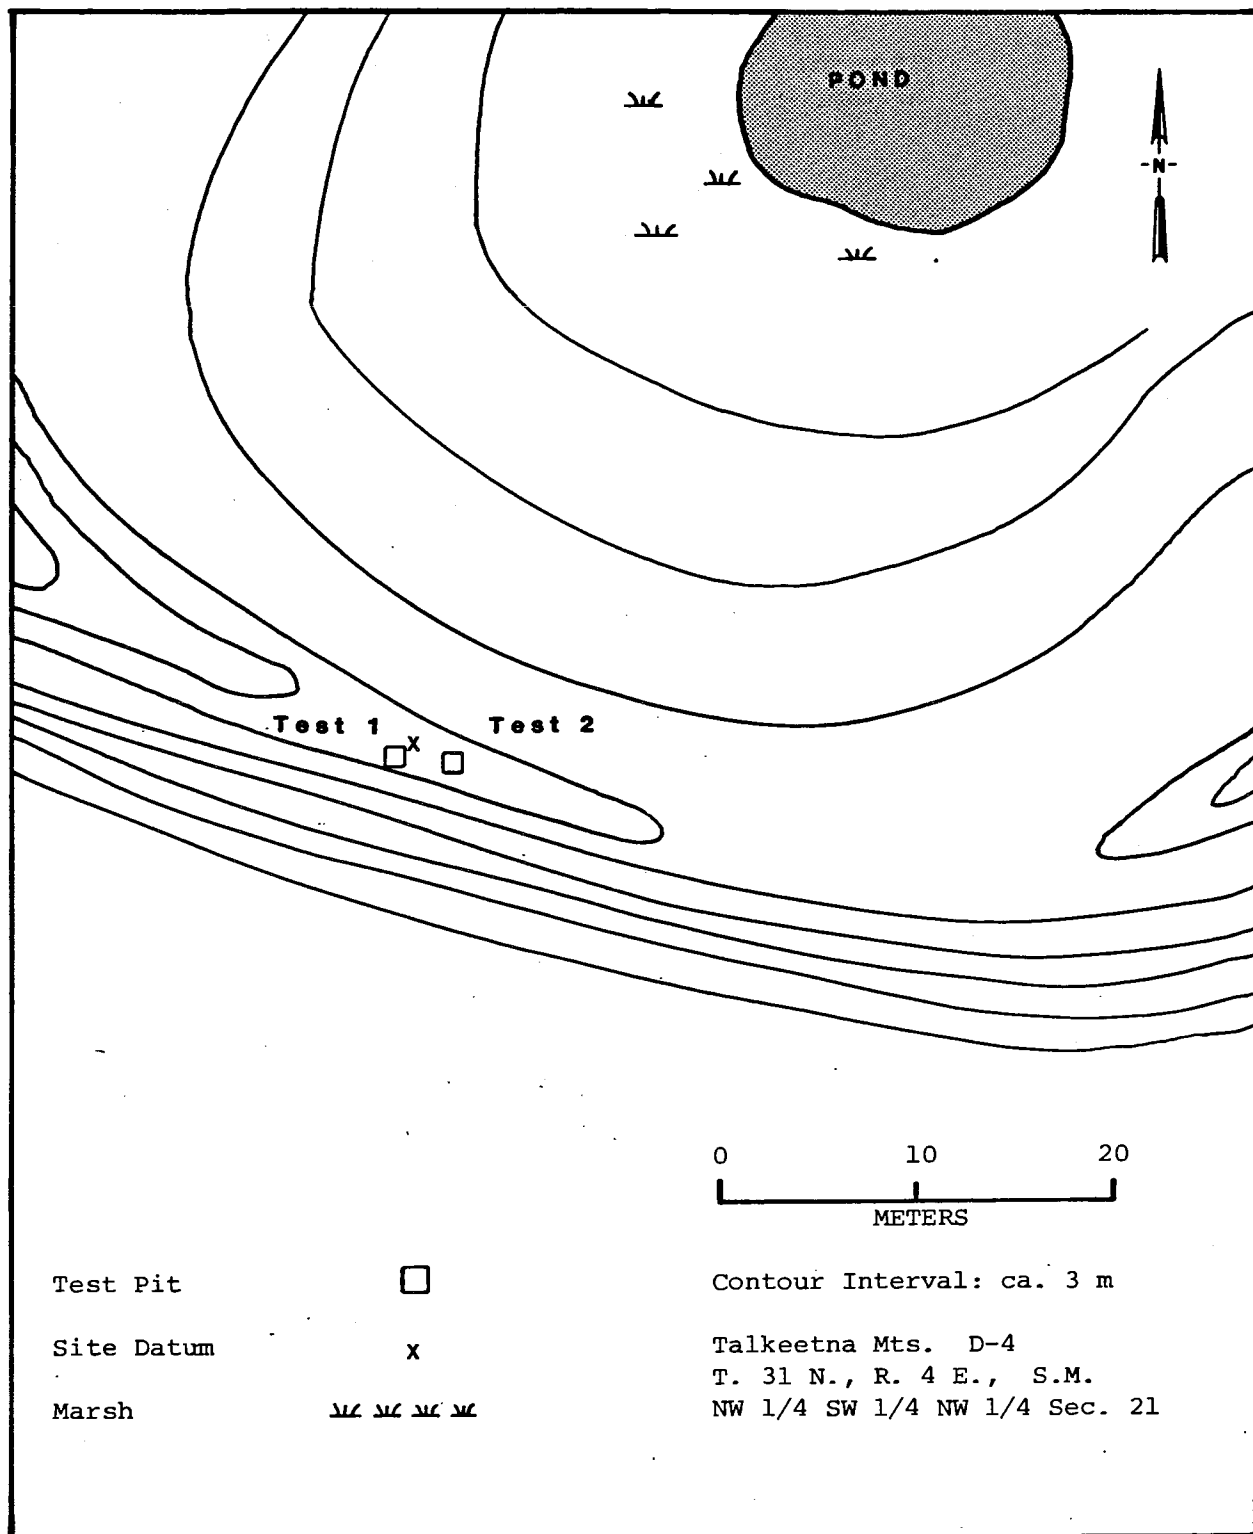 POND
-N-
Test 1
x
Test 2
0 10 20
METERS
Test Pit
Contour Interval: ca. 3 m
Site Datum x
Talkeetna Mts. D-4
T. 31 N., R. 4 E., S.M.
Marsh
NW 1/4 SW 1/4 NW 1/4 Sec. 21